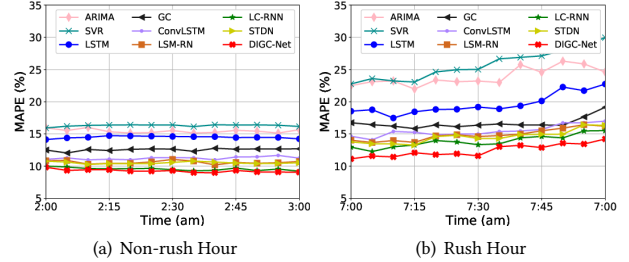 ARIMA GC LC-RNN
SVR ConvLSTM STDN
LSTM LSM-RN DIGC-Net
MAPE (%)
35
30
25
20
15
10
5
2:00 2:15 2:30 2:45 3:00
Time (am)
(a) Non-rush Hour
ARIMA GC LC-RNN
SVR ConvLSTM STDN
LSTM LSM-RN DIGC-Net
MAPE (%)
35
30
25
20
15
10
5
7:00 7:15 7:30 7:45 7:00
Time (am)
(b) Rush Hour